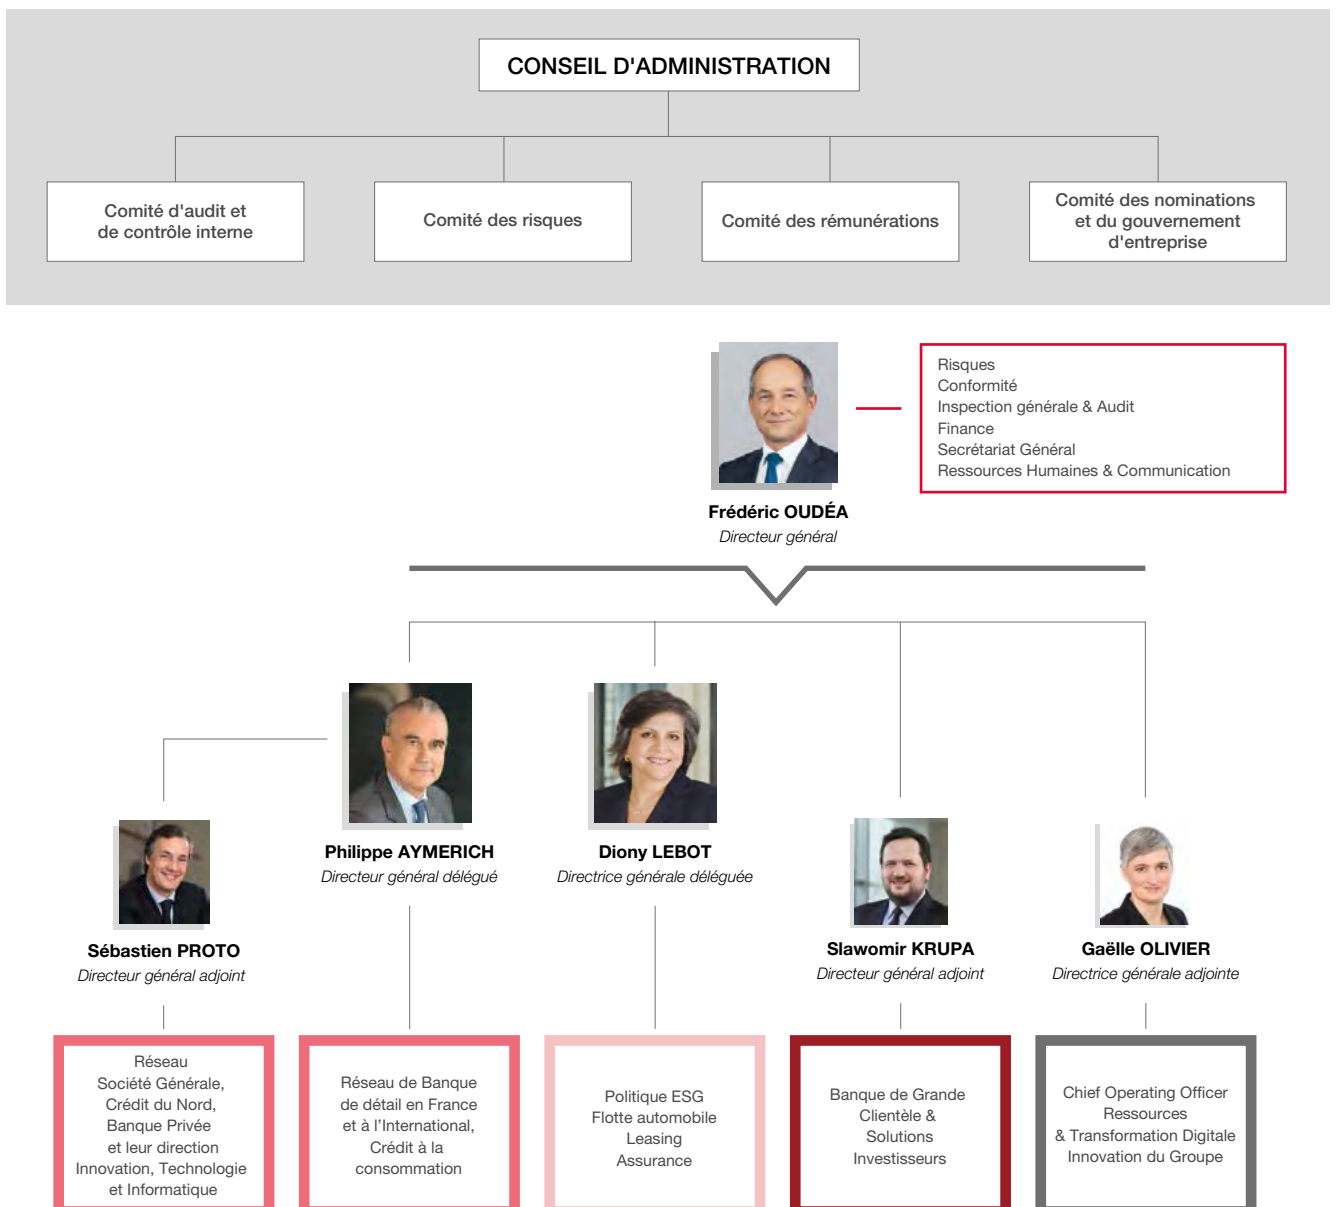 CONSEIL D'ADMINISTRATION
Comité d'audit et
de contrôle interne
Comité des risques
Comité des rémunérations
Comité des nominations
et du gouvernement
d'entreprise
Risques
Conformité
Inspection générale & Audit
Finance
Secrétariat Général
Ressources Humaines & Communication
Frédéric OUDÉA
Directeur général
Philippe AYMERICH
Directeur général délégué
Diony LEBOT
Directrice générale déléguée
Sébastien PROTO
Directeur général adjoint
Slawomir KRUPA
Directeur général adjoint
Gaëlle OLIVIER
Directrice générale adjointe
Réseau
Société Générale,
Crédit du Nord,
Banque Privée
et leur direction
Innovation, Technologie
et Informatique
Réseau de Banque
de détail en France
et à l'International,
Crédit à la
consommation
Politique ESG
Flotte automobile
Leasing
Assurance
Banque de Grande
Clientèle &
Solutions
Investisseurs
Chief Operating Officer
Ressources
& Transformation Digitale
Innovation du Groupe